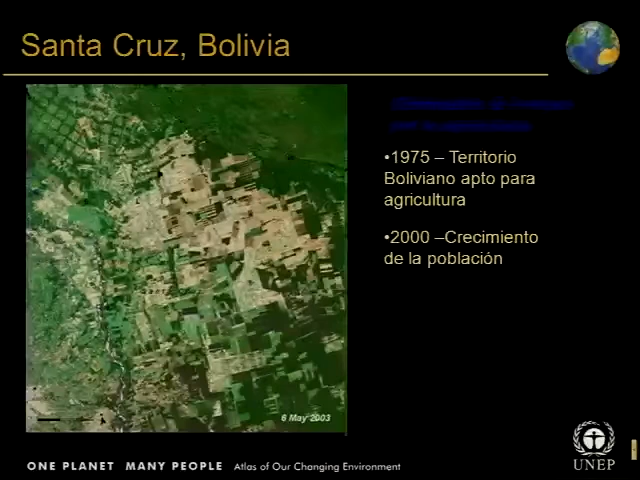 Santa Cruz, Bolivia
•1975 – Territorio
Boliviano apto para
agricultura
•2000 –Crecimiento
de la población
6 May 2003
ONE PLANET MANY PEOPLE Atlas of Our Changing Environment
UNEP